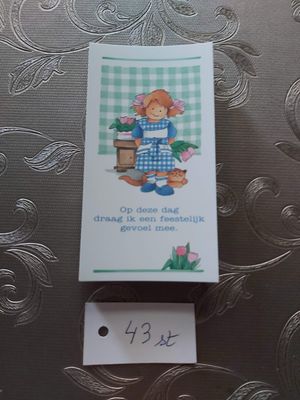 Op deze dag
draag ik een feestelijk
gevoel mee.
43 st